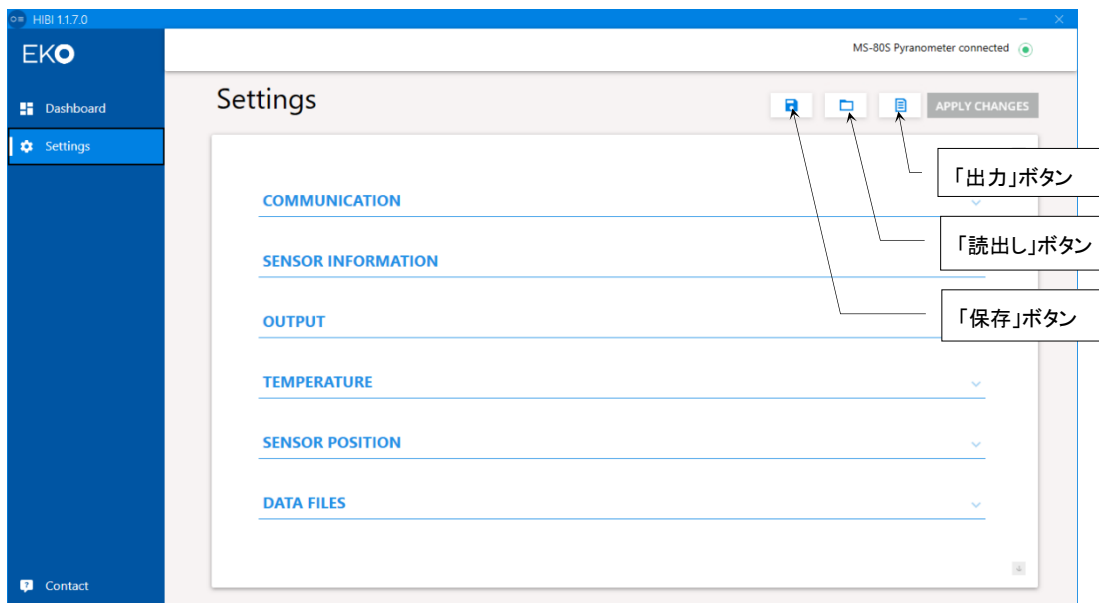 HIBI 1.1.7.0
EKO
MS-80S Pyranometer connected
Dashboard
Settings
Settings
APPLY CHANGES
「出力」ボタン
「読出し」ボタン
「保存」ボタン
COMMUNICATION
SENSOR INFORMATION
OUTPUT
TEMPERATURE
SENSOR POSITION
DATA FILES
Contact